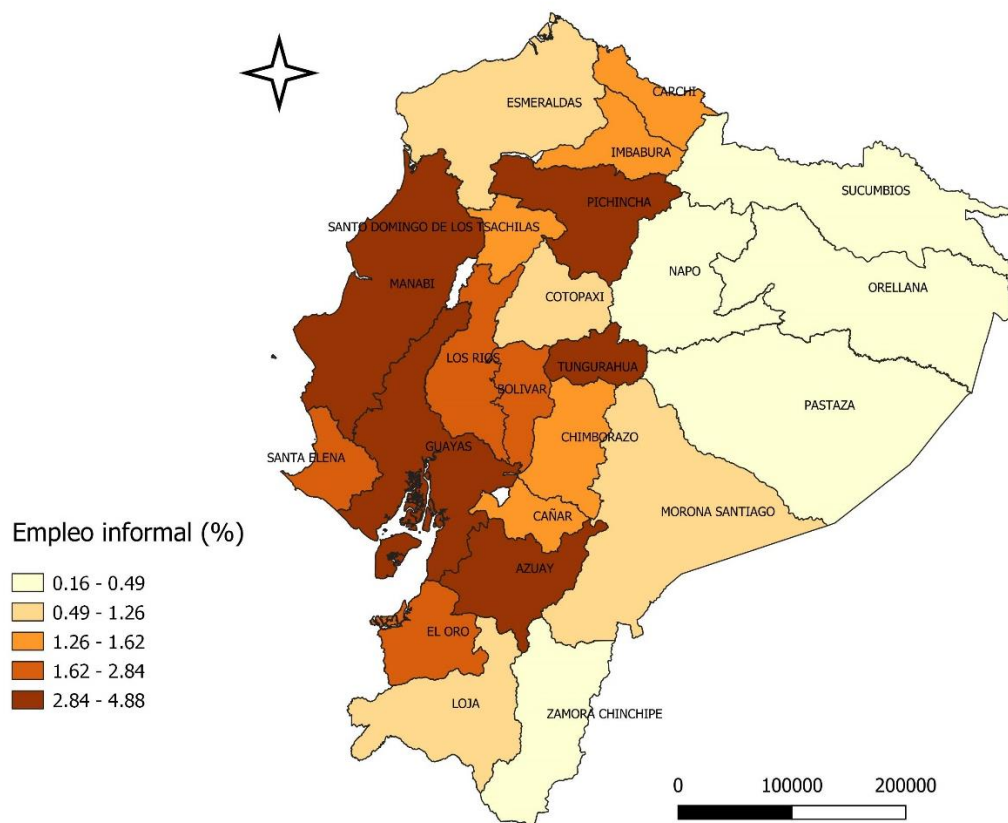 CARCHI
ESMERALDAS
IMBABURA
SUCUMBIOS
PICHINCHA
SANTO DOMINGO DE LOS TSACHILAS
NAPO
MANABI
ORELLANA
COTOPAXI
LOS RIOS
TUNGURAHUA
BOLIVAR
PASTAZA
CHIMBORAZO
GUAYAS
SANTA ELENA
MORONA SANTIAGO
CAÑAR
Empleo informal (%)
0.16 - 0.49
0.49 - 1.26
1.26 - 1.62
1.62 - 2.84
2.84 - 4.88
AZUAY
EL ORO
LOJA
ZAMORA CHINCHIPE
0 100000 200000